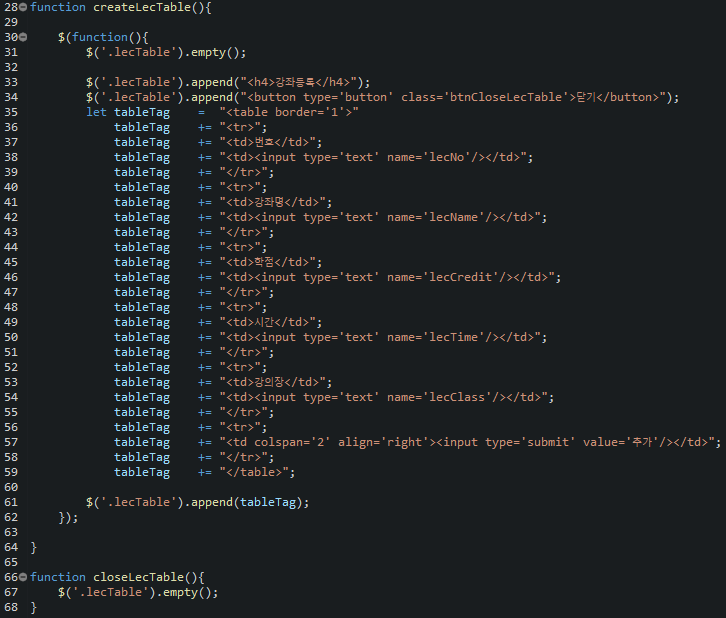 28 function createLecTable(){
29
30     $(function(){
31         $('.lecTable').empty();
32
33         $('.lecTable').append("<h4>강좌등록</h4>");
34         $('.lecTable').append("<button type='button' class='btnCloseLecTable'>닫기</button>");
35         let tableTag    =  "<table border='1'>"
36             tableTag    += "<tr>";
37             tableTag    += "<td>번호</td>";
38             tableTag    += "<td><input type='text' name='lecNo'/></td>";
39             tableTag    += "</tr>";
40             tableTag    += "<tr>";
41             tableTag    += "<td>강좌명</td>";
42             tableTag    += "<td><input type='text' name='lecName'/></td>";
43             tableTag    += "</tr>";
44             tableTag    += "<tr>";
45             tableTag    += "<td>학점</td>";
46             tableTag    += "<td><input type='text' name='lecCredit'/></td>";
47             tableTag    += "</tr>";
48             tableTag    += "<tr>";
49             tableTag    += "<td>시간</td>";
50             tableTag    += "<td><input type='text' name='lecTime'/></td>";
51             tableTag    += "</tr>";
52             tableTag    += "<tr>";
53             tableTag    += "<td>강의장</td>";
54             tableTag    += "<td><input type='text' name='lecClass'/></td>";
55             tableTag    += "</tr>";
56             tableTag    += "<tr>";
57             tableTag    += "<td colspan='2' align='right'><input type='submit' value='추가'/></td>";
58             tableTag    += "</tr>";
59             tableTag    += "</table>";
60
61         $('.lecTable').append(tableTag);
62     });
63
64 }
65
66 function closeLecTable(){
67     $('.lecTable').empty();
68 }